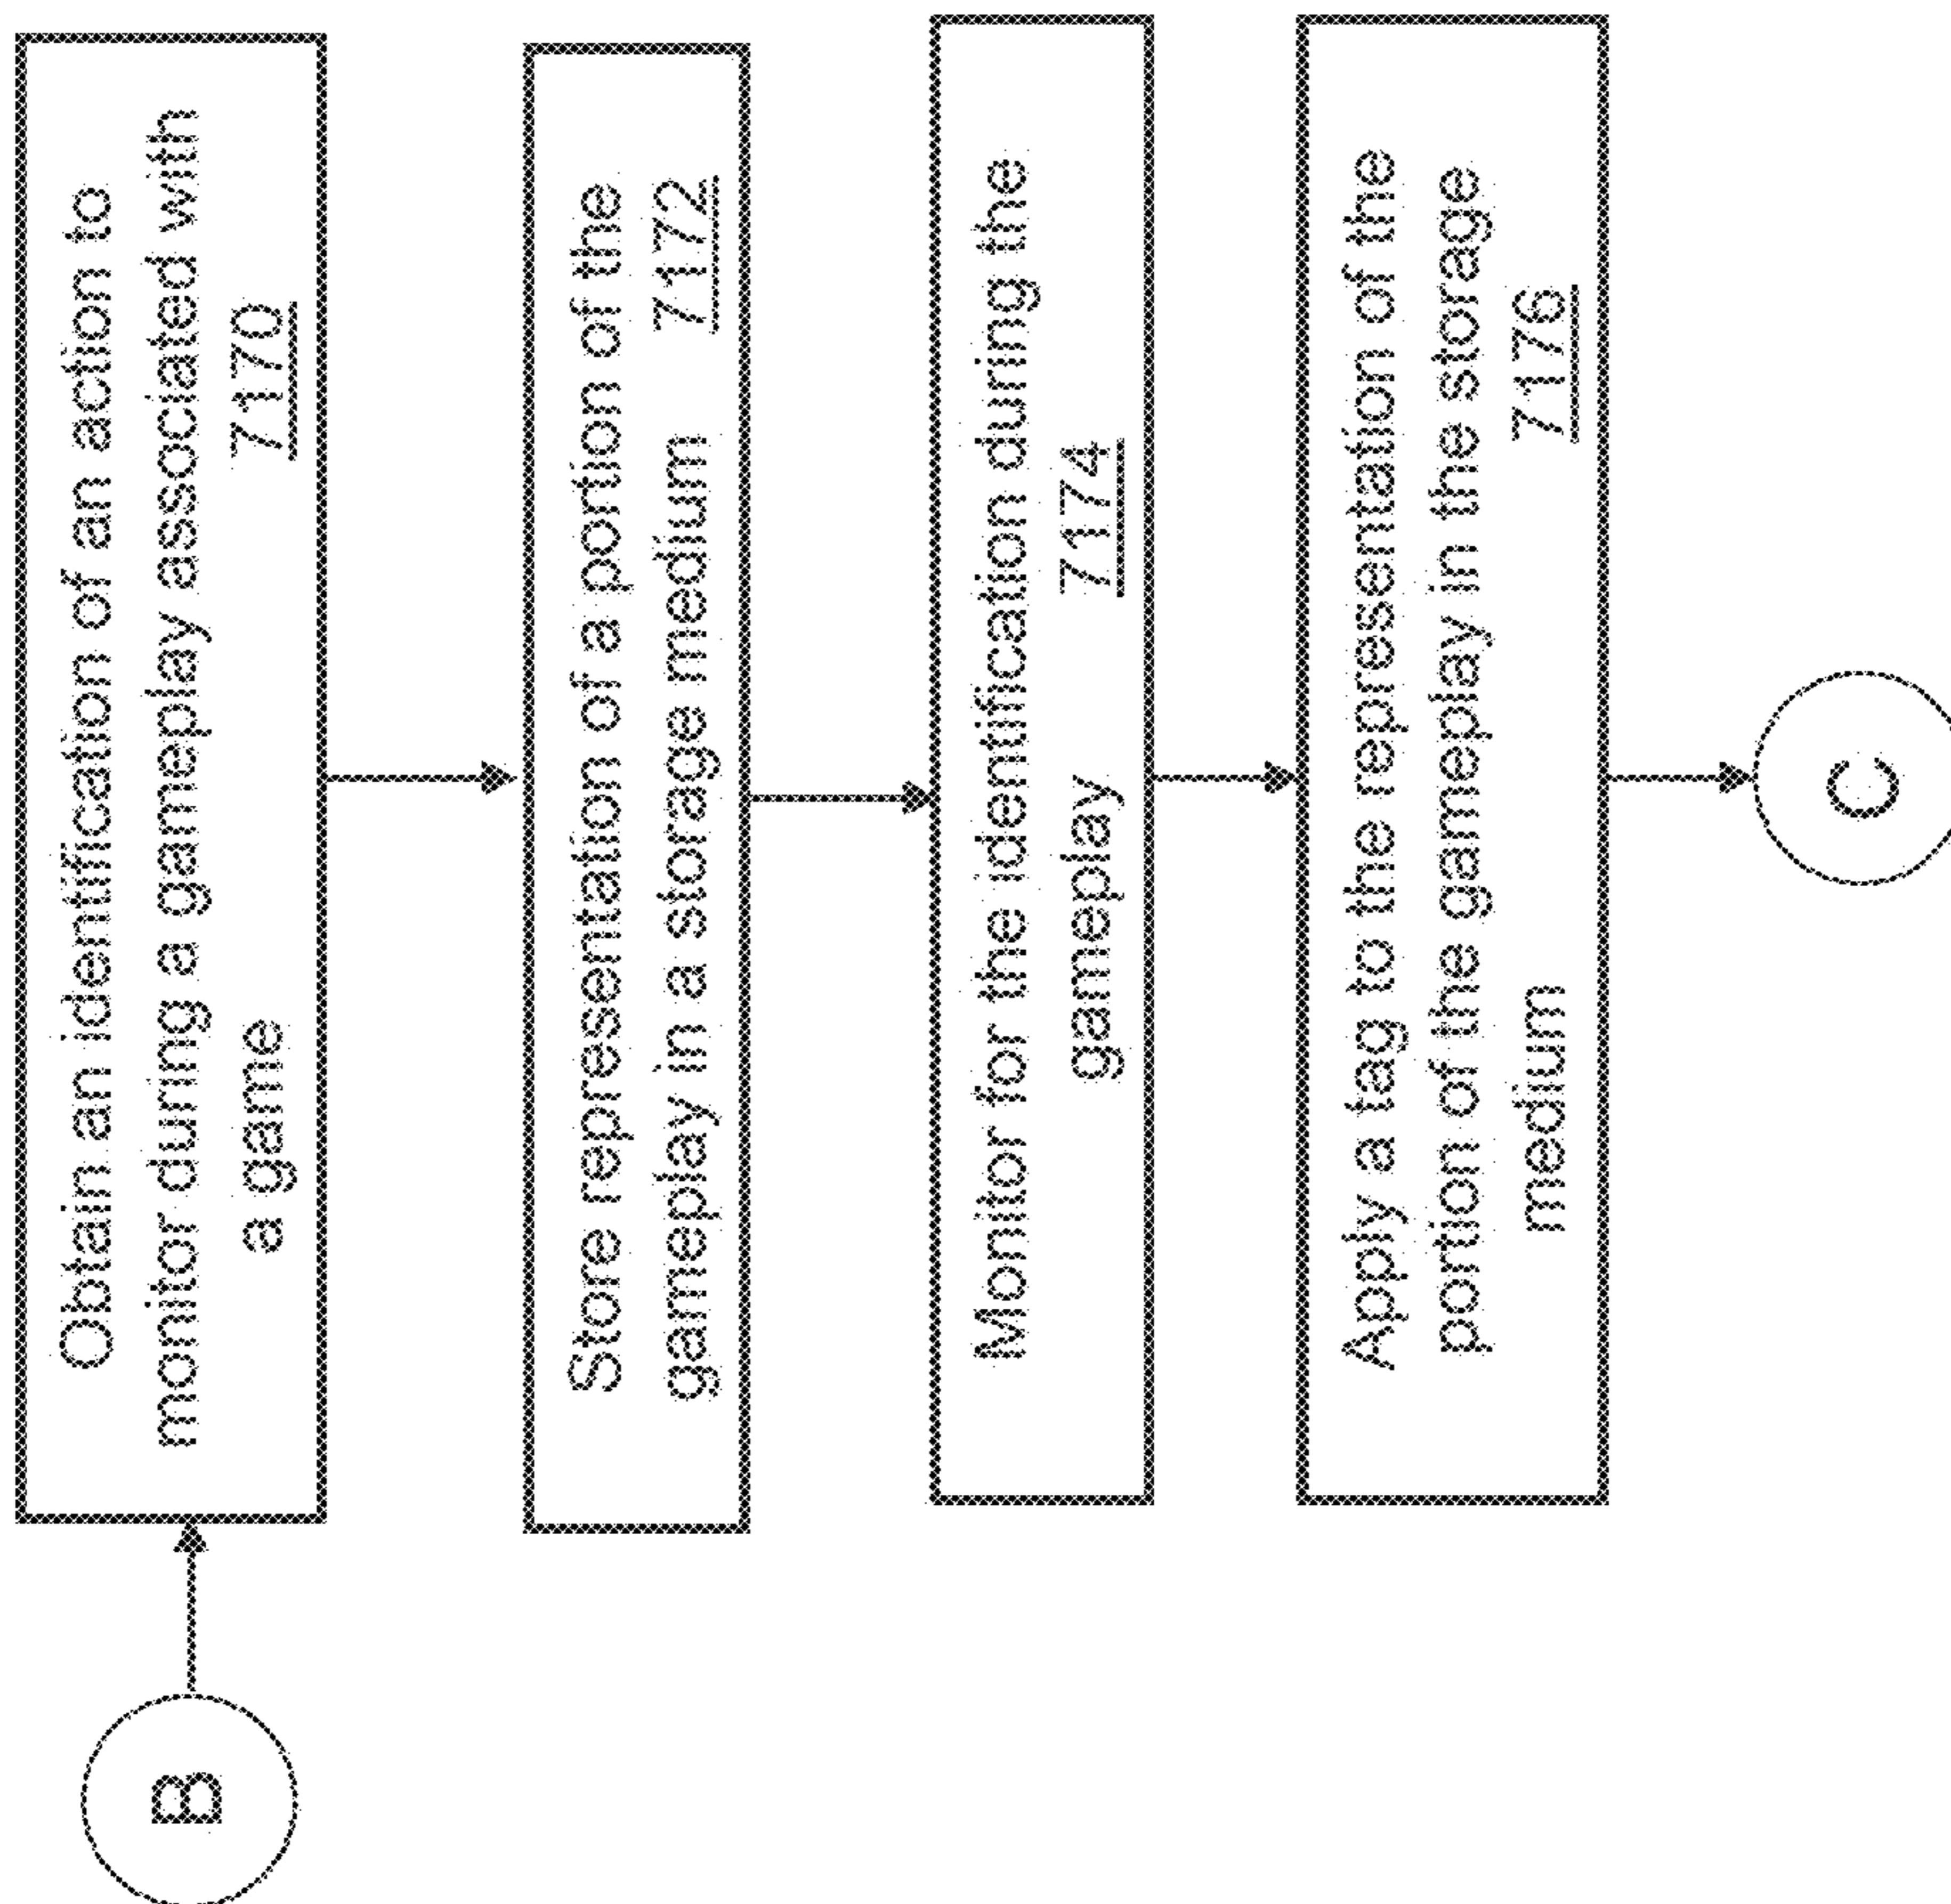 B
Obtain an identification of an action to
monitor during a gameplay associated with
a game 7170
Store representation of a portion of the
gameplay in a storage medium 7172
Monitor for the identification during the
gameplay 7174
Apply a tag to the representation of the
portion of the gameplay in the storage
medium 7176
C